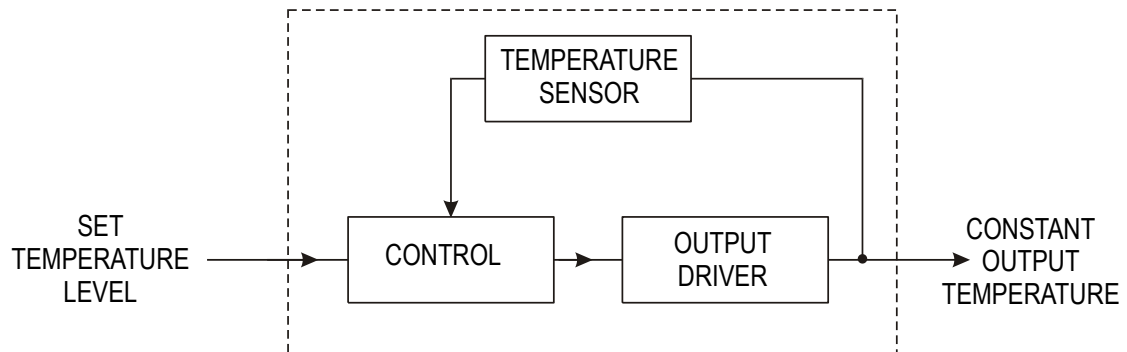 TEMPERATURE
SENSOR
SET
TEMPERATURE
LEVEL
CONTROL
OUTPUT
DRIVER
CONSTANT
OUTPUT
TEMPERATURE